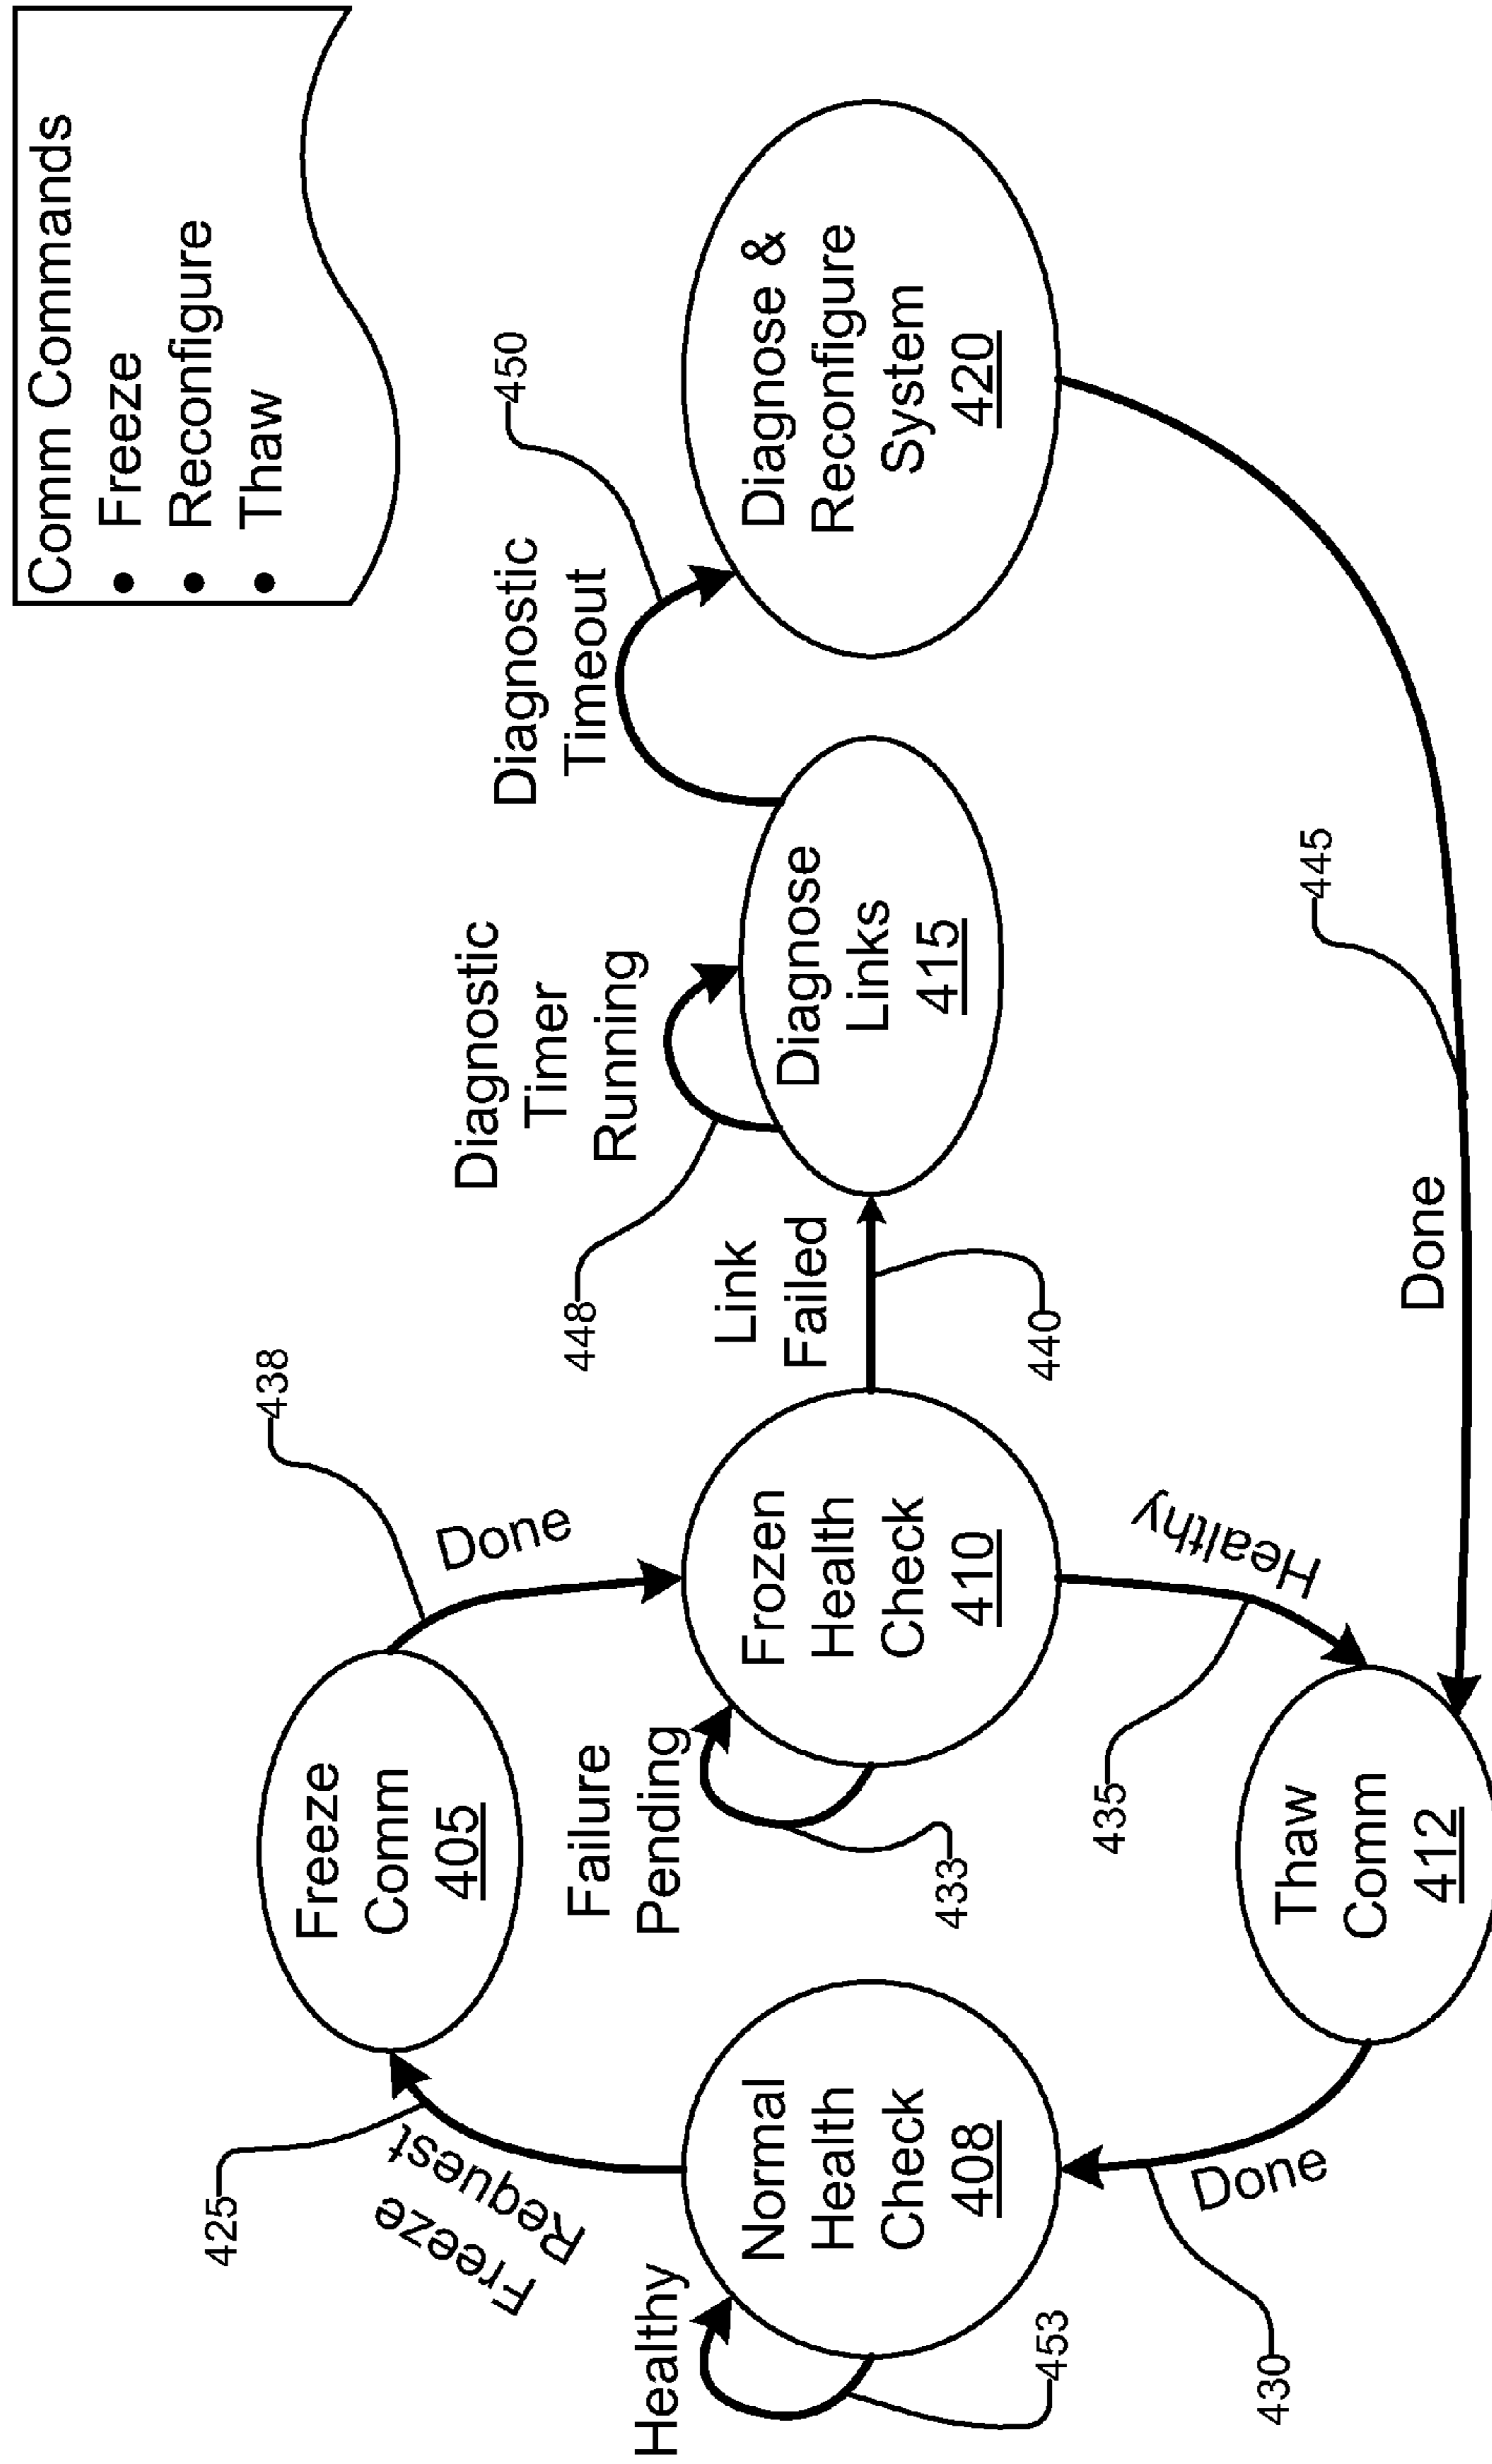 Comm Commands
• Freeze
• Reconfigure
• Thaw
438
425
Freeze
Comm
405
Done
Freeze
Request
Diagnostic
Timer
Running
448
Diagnostic
Timeout
450
Healthy
Normal
Health
Check
408
453
Failure
Pending
433
Frozen
Health
Check
410
Link
Failed
440
Diagnose
Links
415
Diagnose &
Reconfigure
System
420
430
Done
435
Healthy
Thaw
Comm
412
Done
445